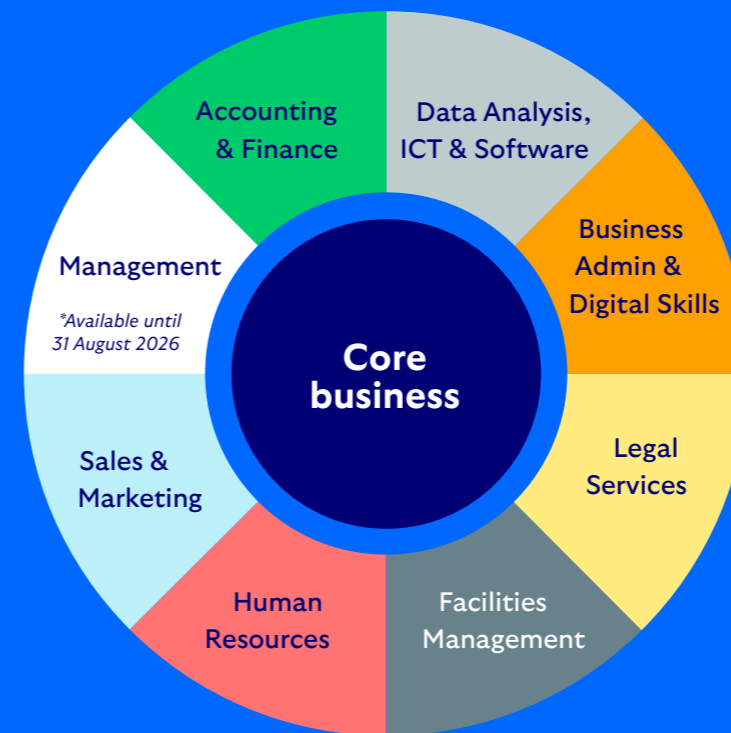 Accounting
& Finance
Data Analysis,
ICT & Software
Business
Admin &
Digital Skills
Management
*Available until
31 August 2026
Core
business
Legal
Services
Sales &
Marketing
Human
Resources
Facilities
Management